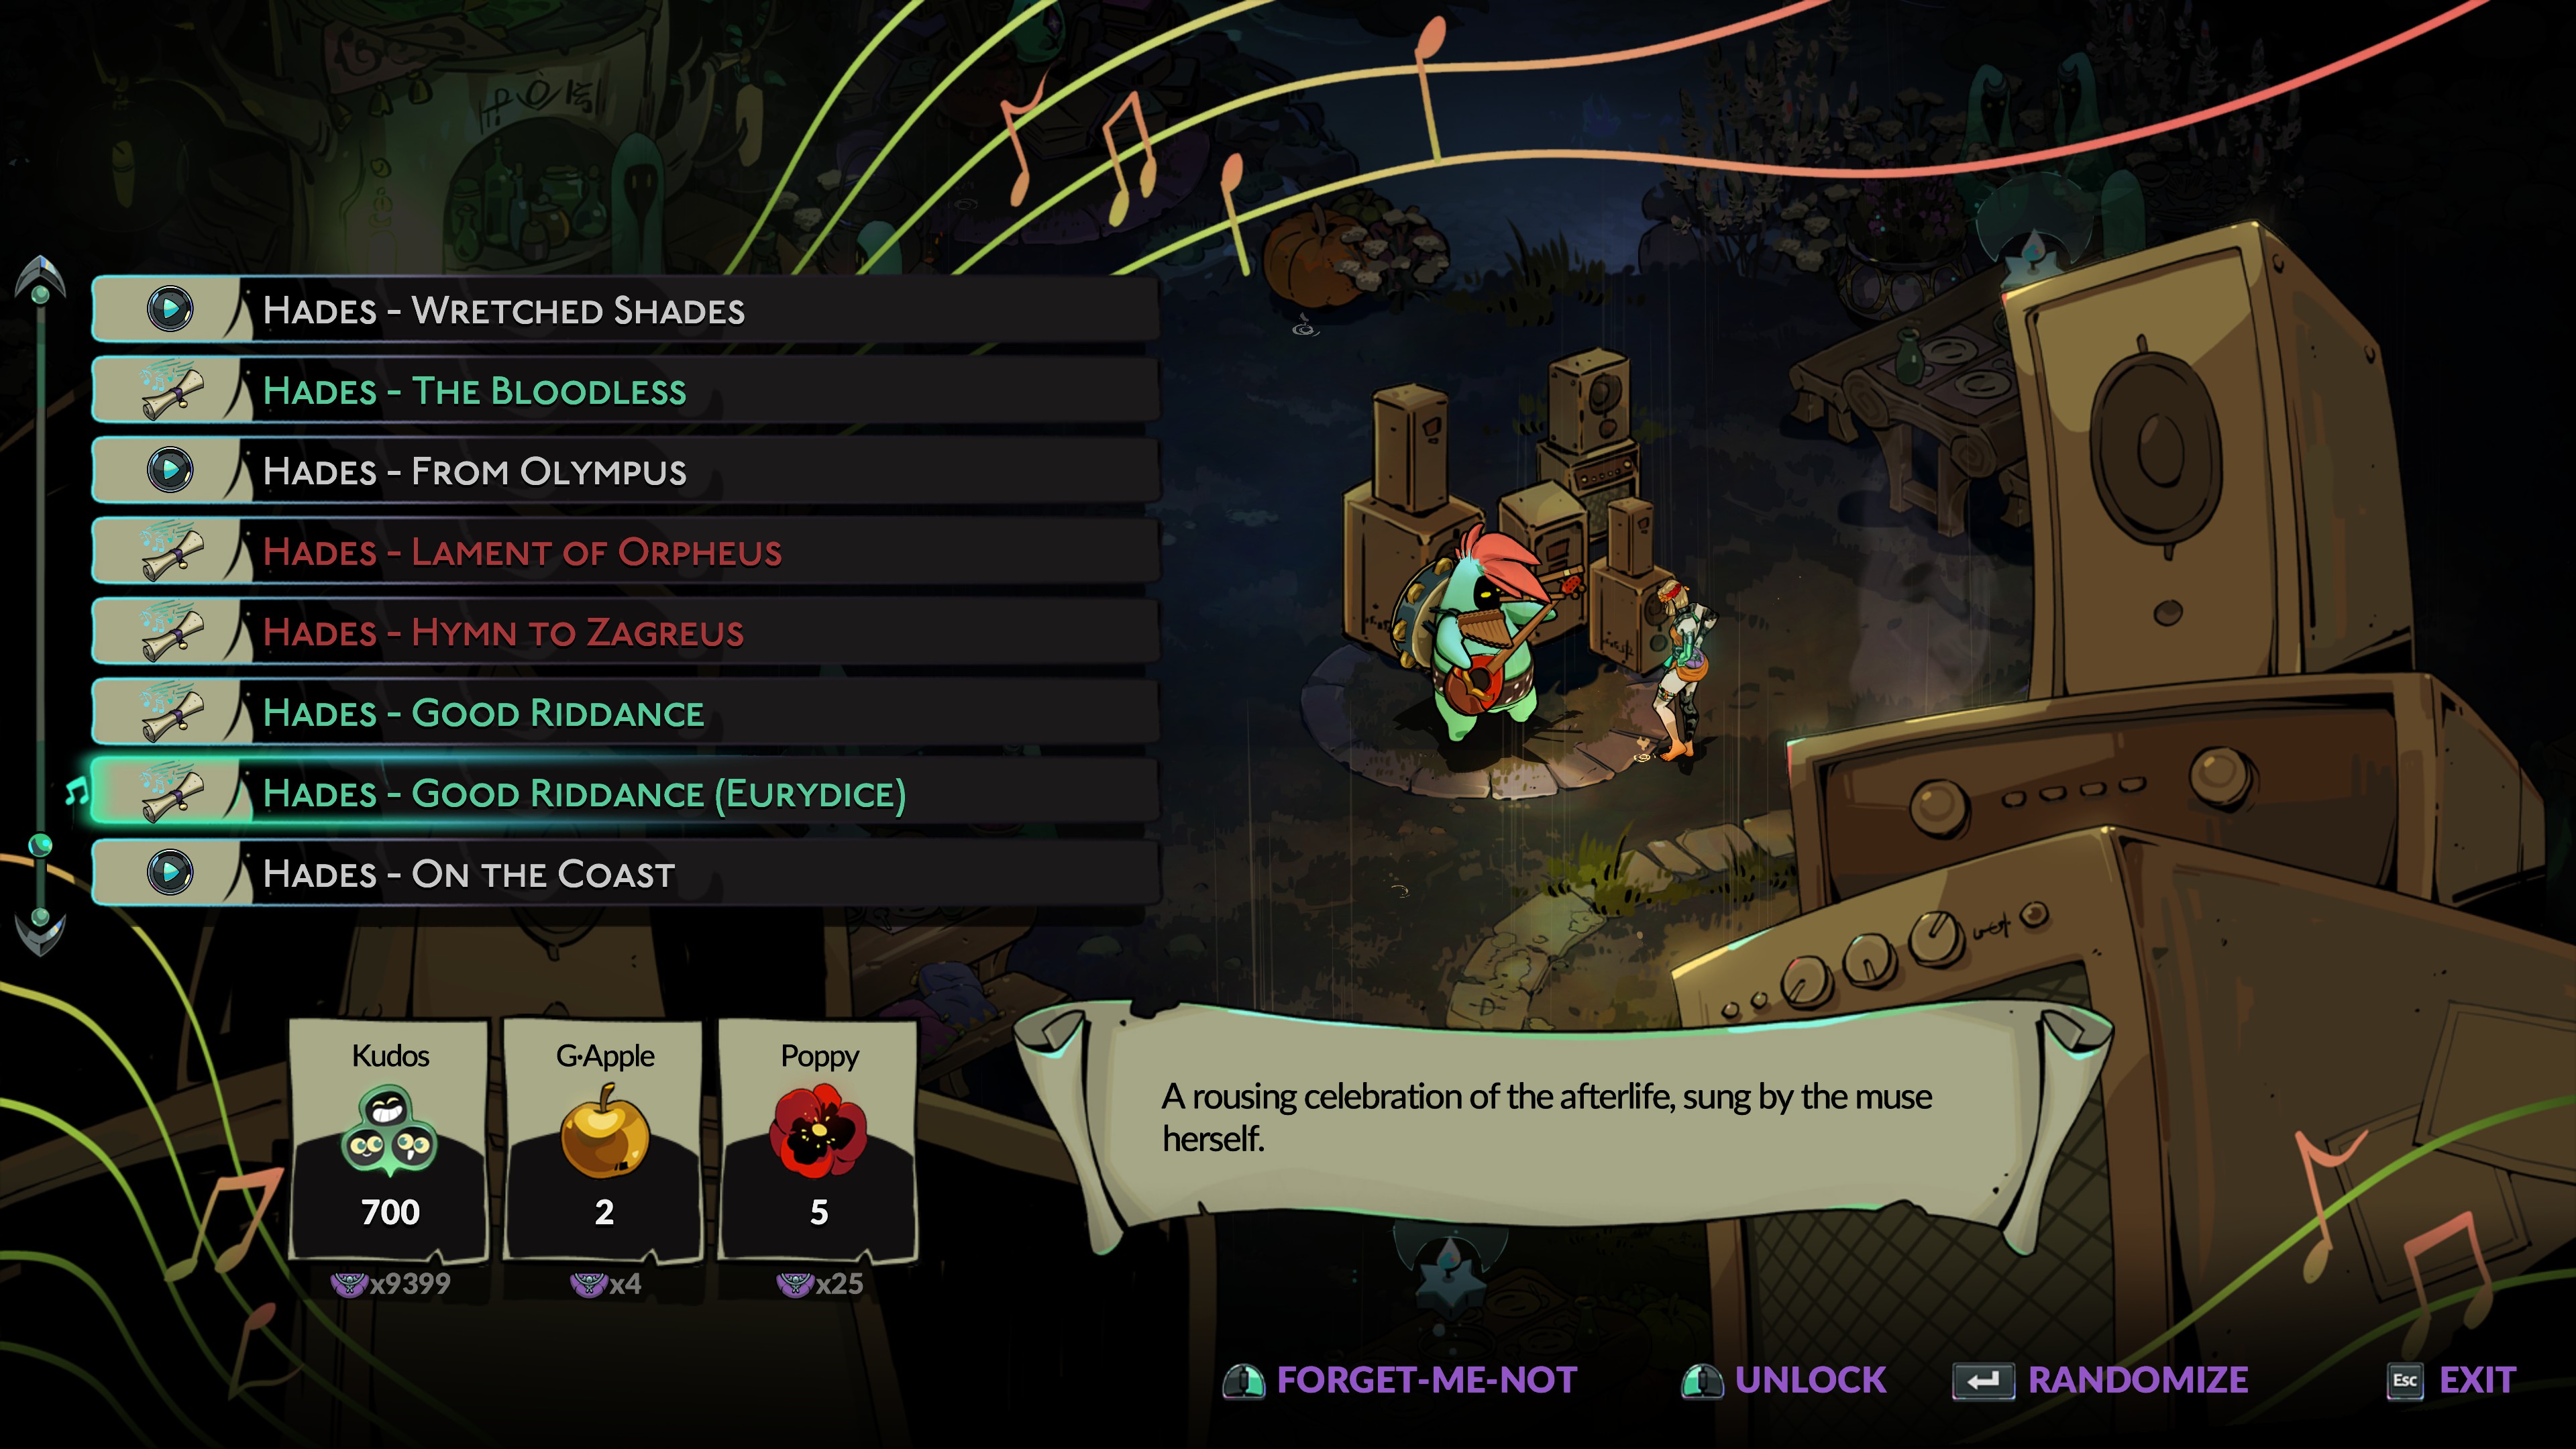 Hades - Wretched Shades
Hades - The Bloodless
Hades - From Olympus
Hades - Lament of Orpheus
Hades - Hymn to Zagreus
Hades - Good Riddance
Hades - Good Riddance (Eurydice)
Hades - On the Coast
Kudos
700
x9399
G·Apple
2
x4
Poppy
5
x25
A rousing celebration of the afterlife, sung by the muse
herself.
FORGET-ME-NOT
UNLOCK
RANDOMIZE
Esc EXIT